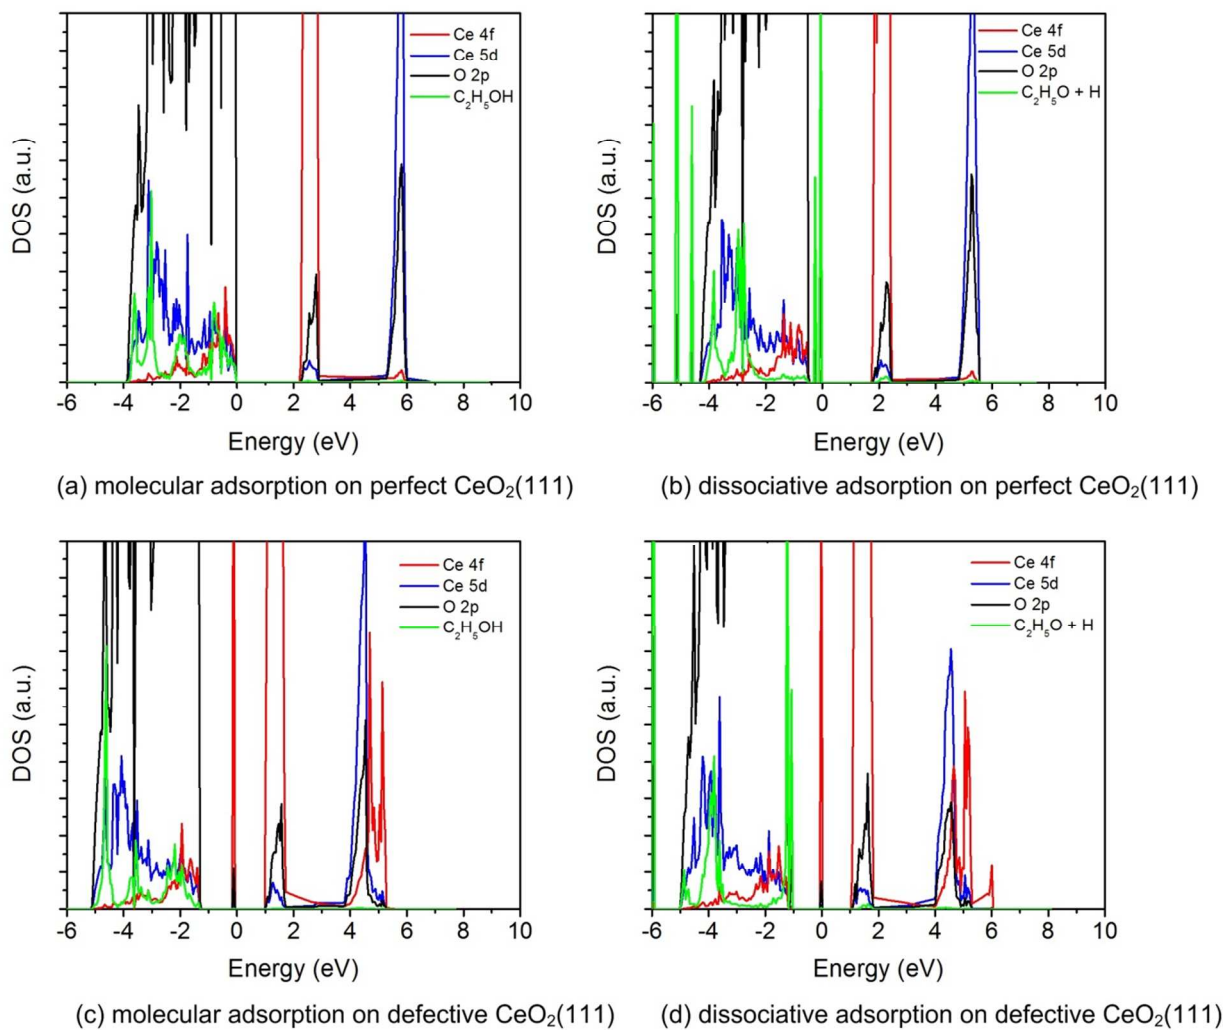 DOS (a.u.)
Ce 4f
Ce 5d
O 2p
C₂H₅OH
-6 -4 -2 0 2 4 6 8 10
Energy (eV)
(a) molecular adsorption on perfect CeO₂(111)
DOS (a.u.)
Ce 4f
Ce 5d
O 2p
C₂H₅O + H
-6 -4 -2 0 2 4 6 8 10
Energy (eV)
(b) dissociative adsorption on perfect CeO₂(111)
DOS (a.u.)
Ce 4f
Ce 5d
O 2p
C₂H₅OH
-6 -4 -2 0 2 4 6 8 10
Energy (eV)
(c) molecular adsorption on defective CeO₂(111)
DOS (a.u.)
Ce 4f
Ce 5d
O 2p
C₂H₅O + H
-6 -4 -2 0 2 4 6 8 10
Energy (eV)
(d) dissociative adsorption on defective CeO₂(111)